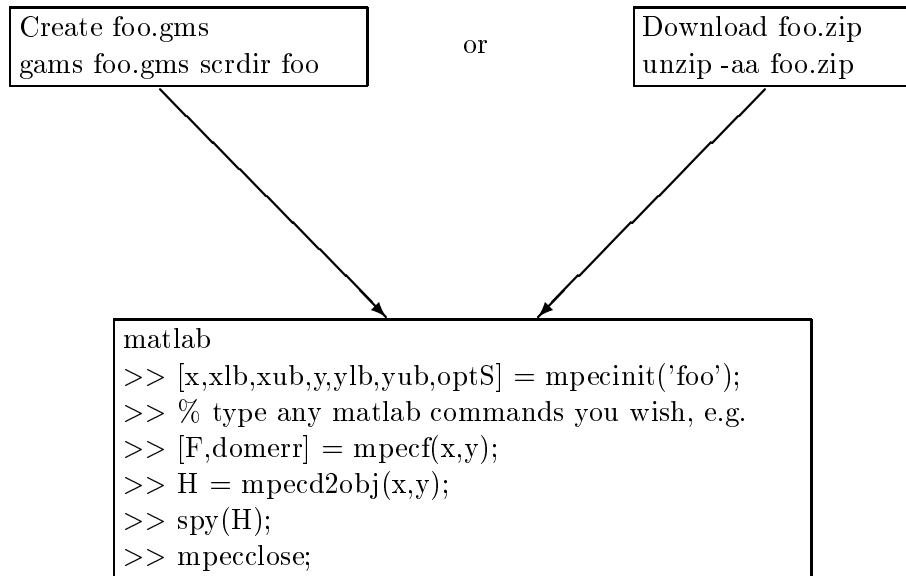 Create foo.gms
gams foo.gms scrdir foo
or
Download foo.zip
unzip -aa foo.zip
matlab
>> [x,xlb,xub,y,ylb,yub,optS] = mpecinit('foo');
>> % type any matlab commands you wish, e.g.
>> [F,domerr] = mpecf(x,y);
>> H = mpecd2obj(x,y);
>> spy(H);
>> mpecclose;